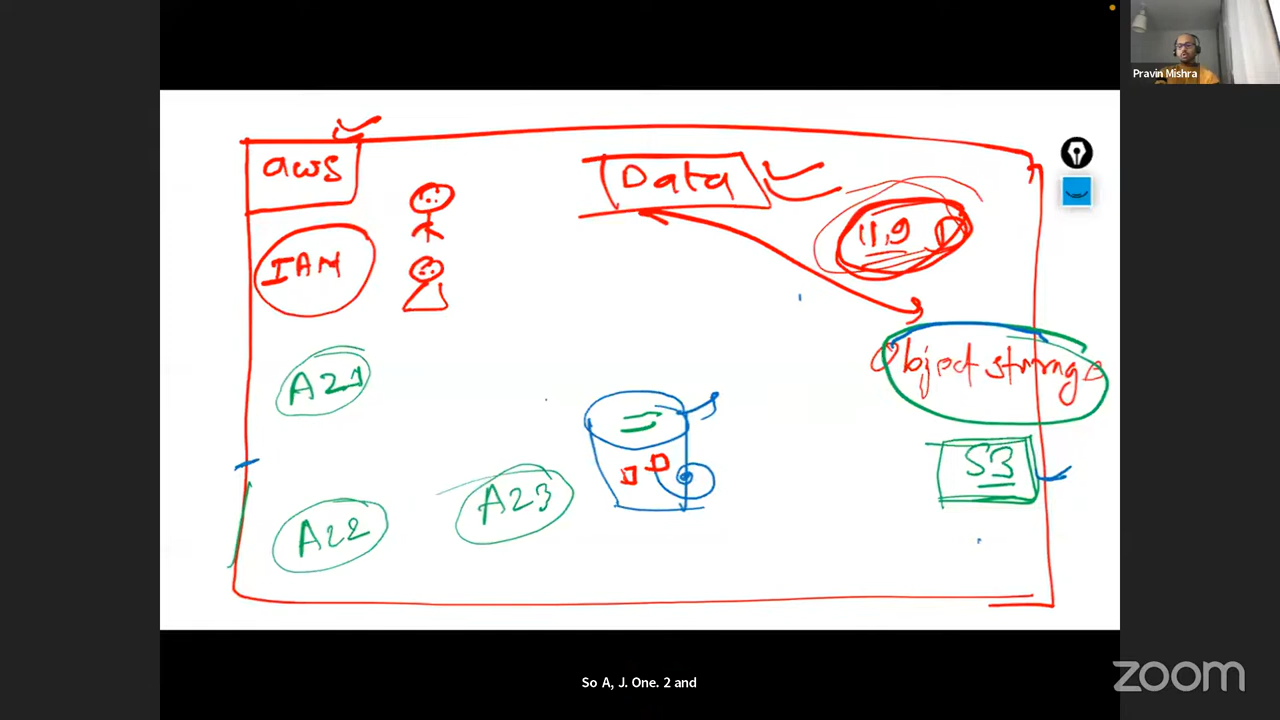 Pravin Mishra
aws
Data
11,9
IAM
Object storage
AZ1
S3
AZ3
AZ2
So A, J. One. 2 and
zoom